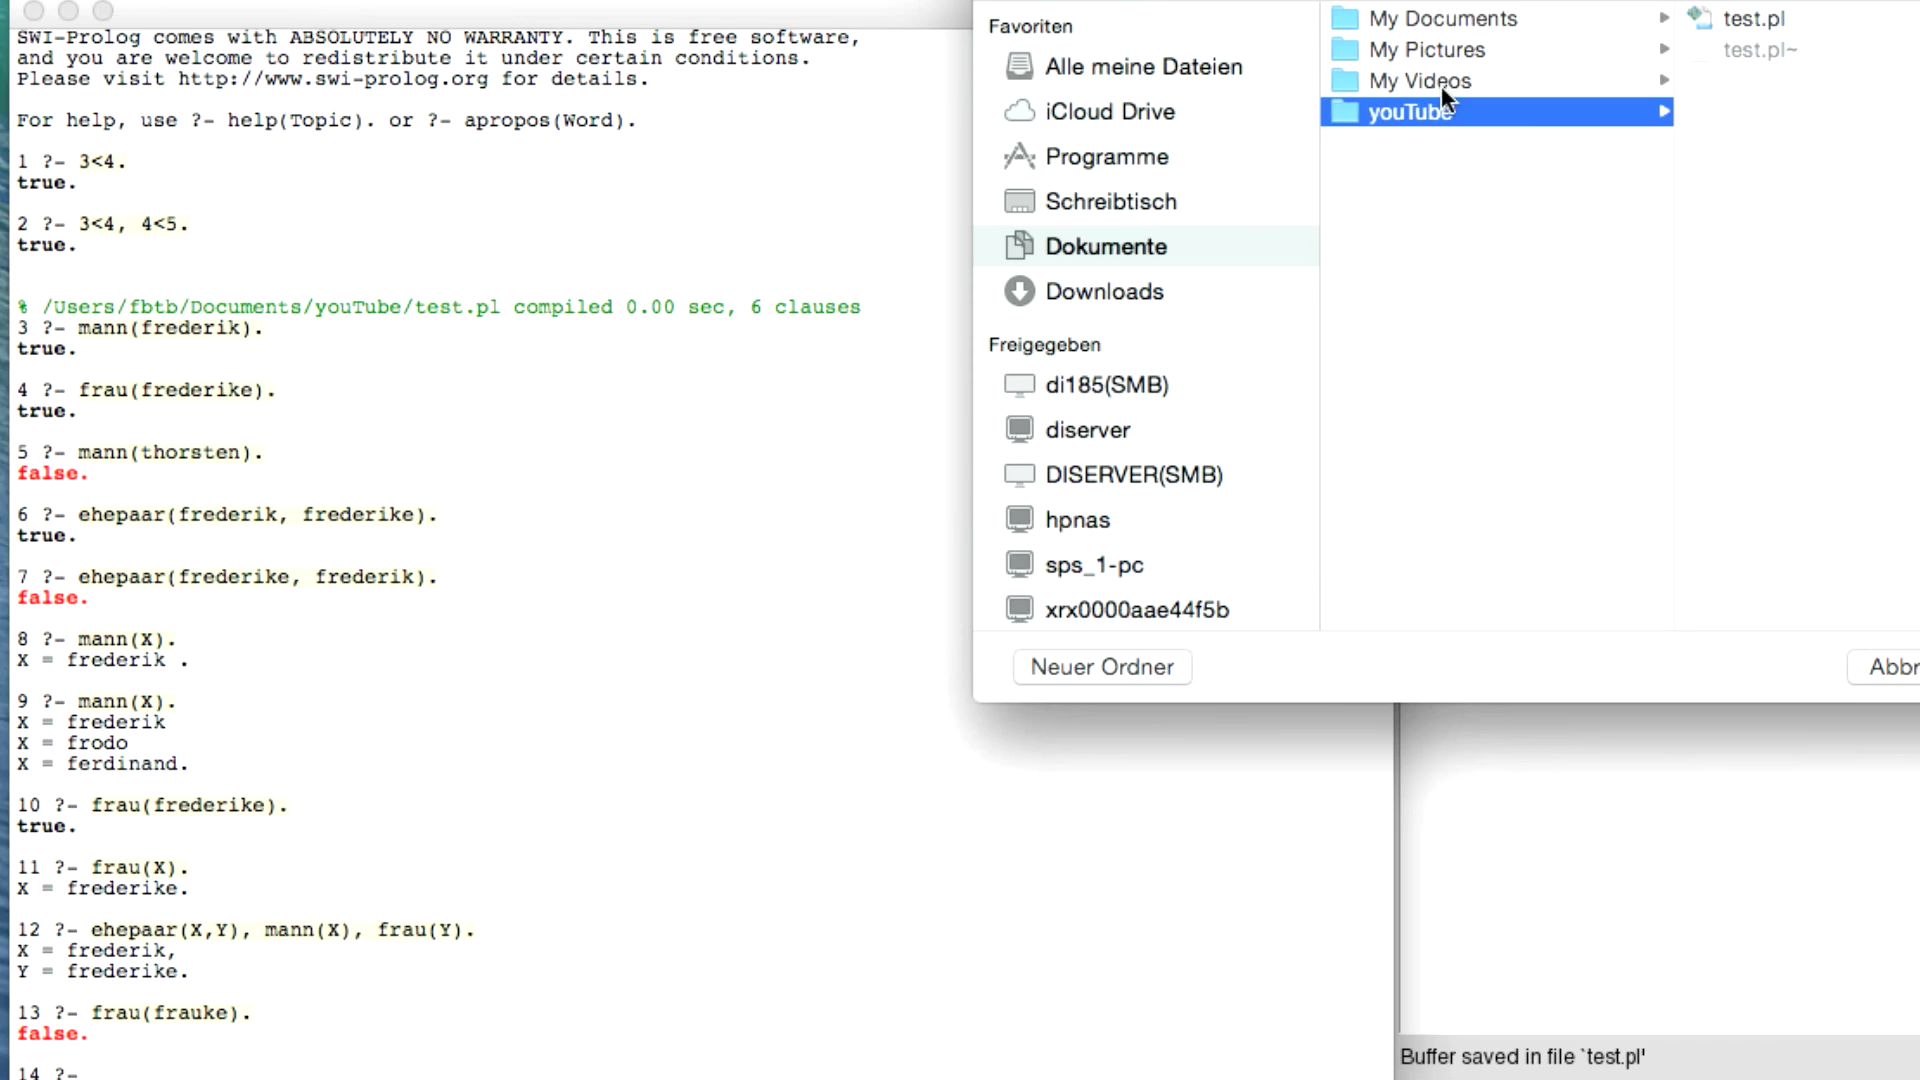 SWI-Prolog comes with ABSOLUTELY NO WARRANTY. This is free software,
and you are welcome to redistribute it under certain conditions.
Please visit http://www.swi-prolog.org for details.
For help, use ?- help(Topic). or ?- apropos(Word).
1 ?- 3<4.
true.
2 ?- 3<4, 4<5.
true.
% /Users/fbtb/Documents/youTube/test.pl compiled 0.00 sec, 6 clauses
3 ?- mann(frederik).
true.
4 ?- frau(frederike).
true.
5 ?- mann(thorsten).
false.
6 ?- ehepaar(frederik, frederike).
true.
7 ?- ehepaar(frederike, frederik).
false.
8 ?- mann(X).
X = frederik .
9 ?- mann(X).
X = frederik
X = frodo
X = ferdinand.
10 ?- frau(frederike).
true.
11 ?- frau(X).
X = frederike.
12 ?- ehepaar(X,Y), mann(X), frau(Y).
X = frederik,
Y = frederike.
13 ?- frau(frauke).
false.
14 ?-
Favoriten
Alle meine Dateien
iCloud Drive
Programme
Schreibtisch
Dokumente
Downloads
Freigegeben
di185(SMB)
diserver
DISERVER(SMB)
hpnas
sps_1-pc
xrx0000aae44f5b
My Documents
My Pictures
My Videos
youTube
test.pl
test.pl~
Neuer Ordner
Abbr
Buffer saved in file `test.pl'